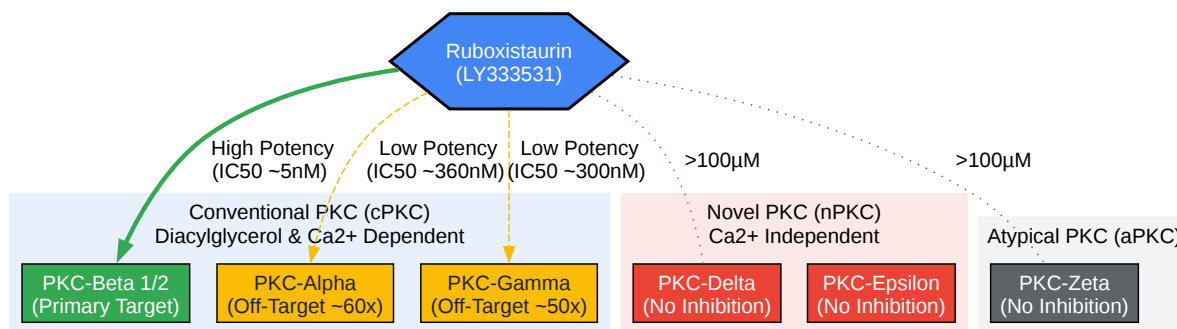 Ruboxistaurin
(LY333531)
High Potency
(IC50 ~5nM)
Low Potency
(IC50 ~360nM)
Low Potency
(IC50 ~300nM)
>100µM
>100µM
Conventional PKC (cPKC)
Diacylglycerol & Ca2+ Dependent
Novel PKC (nPKC)
Ca2+ Independent
Atypical PKC (aPKC)
PKC-Beta 1/2
(Primary Target)
PKC-Alpha
(Off-Target ~60x)
PKC-Gamma
(Off-Target ~50x)
PKC-Delta
(No Inhibition)
PKC-Epsilon
(No Inhibition)
PKC-Zeta
(No Inhibition)